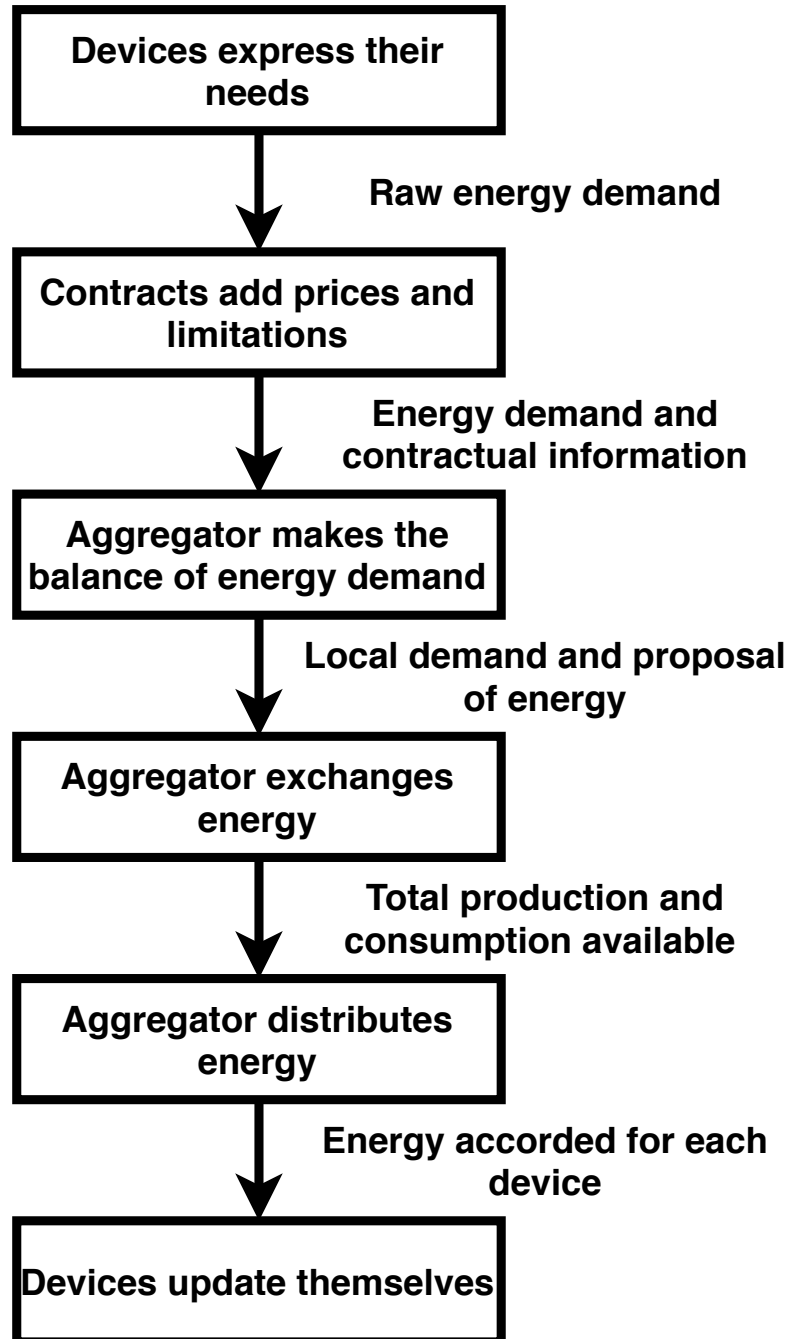 Devices express their
needs
Raw energy demand
Contracts add prices and
limitations
Energy demand and
contractual information
Aggregator makes the
balance of energy demand
Local demand and proposal
of energy
Aggregator exchanges
energy
Total production and
consumption available
Aggregator distributes
energy
Energy accorded for each
device
Devices update themselves